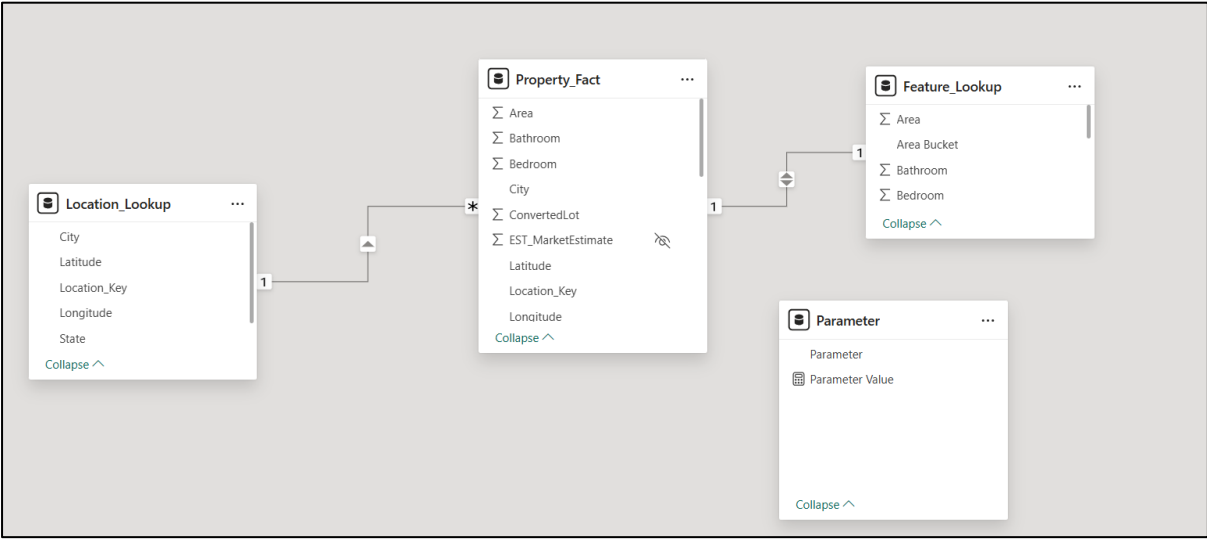 Property_Fact
Area
Bathroom
Bedroom
City
ConvertedLot
EST_MarketEstimate
Latitude
Location_Key
Longitude
Collapse
Feature_Lookup
Area
Area Bucket
Bathroom
Bedroom
Collapse
Location_Lookup
City
Latitude
Location_Key
Longitude
State
Collapse
1
*
1
1
Parameter
Parameter
Parameter Value
Collapse